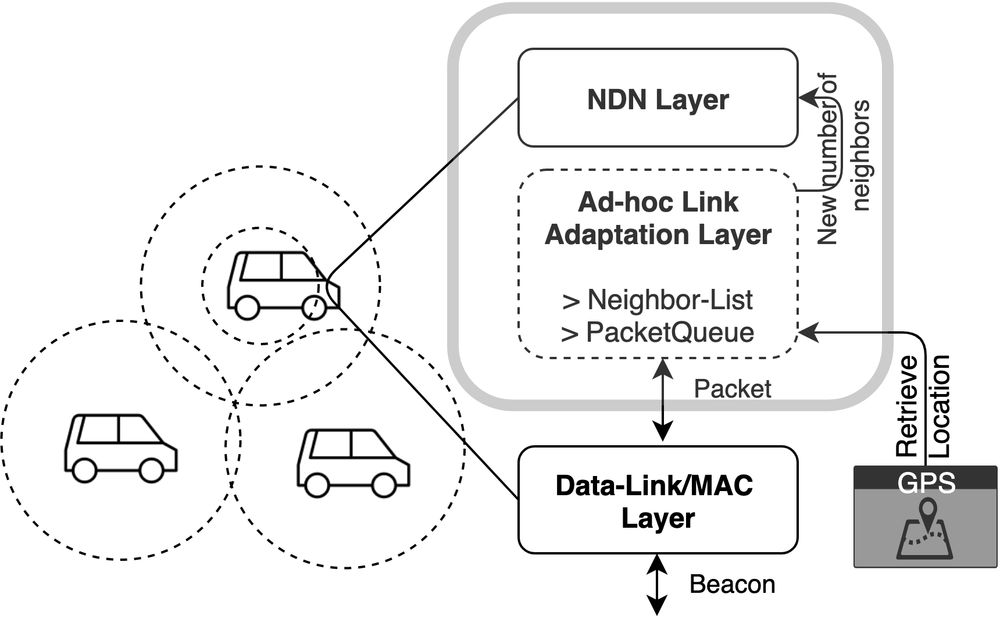 NDN Layer
New number of
neighbors
Ad-hoc Link
Adaptation Layer
> Neighbor-List
> PacketQueue
Packet
Retrieve
Location
Data-Link/MAC
Layer
GPS
Beacon